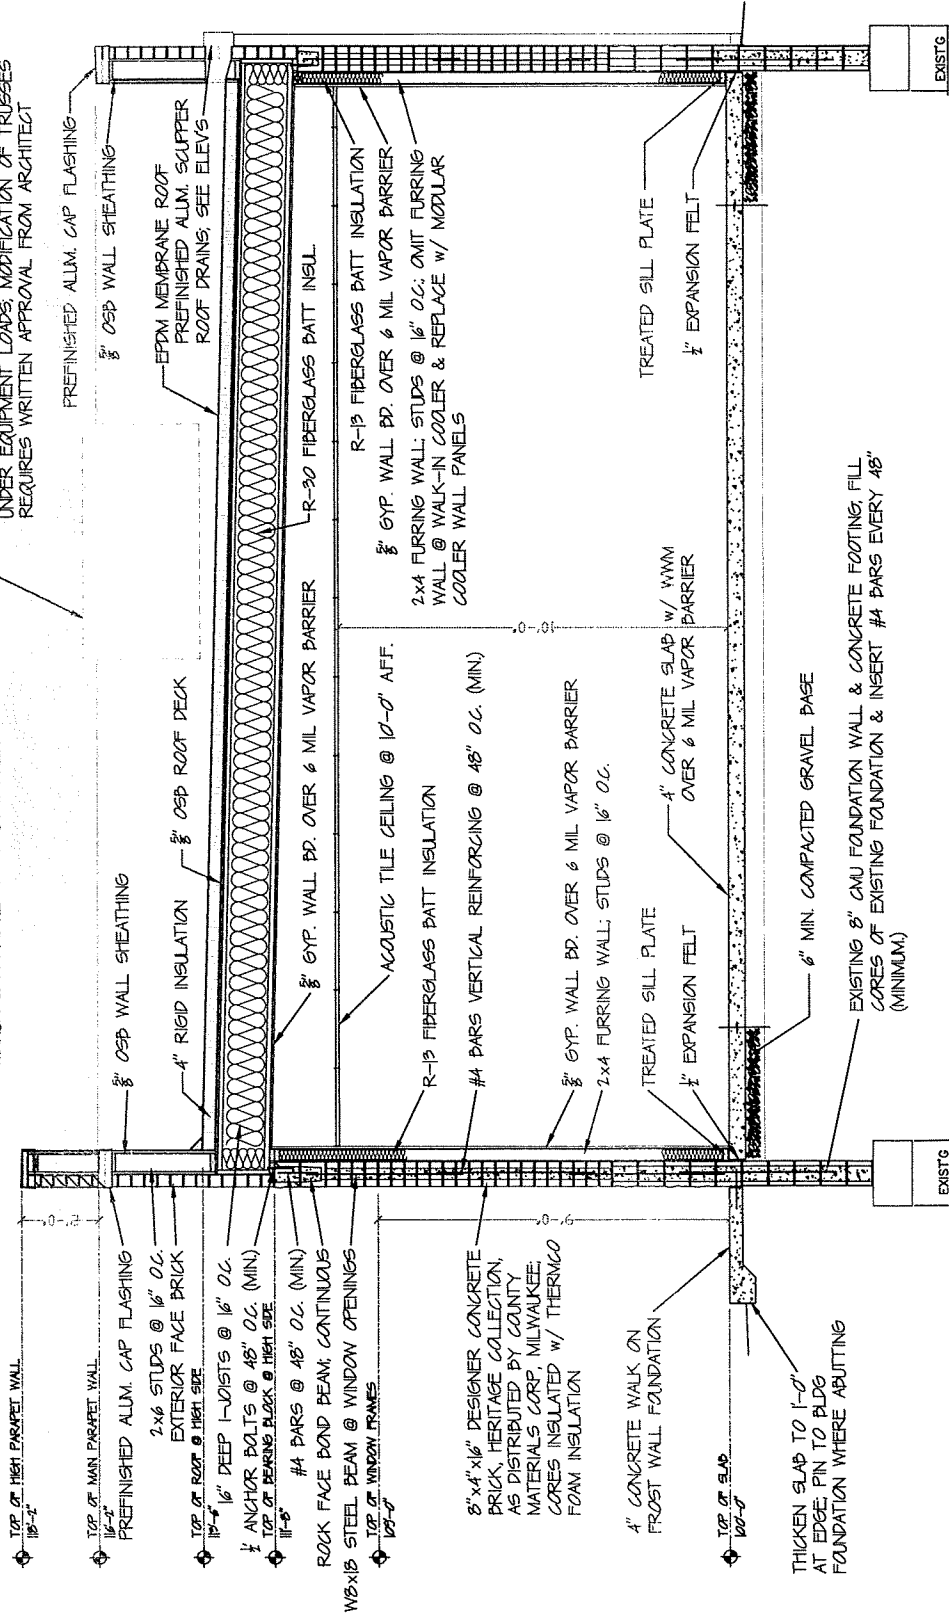 UNDER EQUIPMENT LOADS; MODIFICATION OF TRUSSES
REQUIRES WRITTEN APPROVAL FROM ARCHITECT
TOP OF HIGH PARAPET WALL
118'-2"
TOP OF MAIN PARAPET WALL
116'-2"
PREFINISHED ALUM. CAP FLASHING
2x6 STUDS @ 16" O.C.
EXTERIOR FACE BRICK
TOP OF ROOF @ HIGH SIDE
16" DEEP I-JOISTS @ 16" O.C.
½" ANCHOR BOLTS @ 48" O.C. (MIN.)
TOP OF BEARING BLOCK @ HIGH SIDE
111'-8"
#4 BARS @ 48" O.C. (MIN.)
ROCK FACE BOND BEAM; CONTINUOUS
W8x18 STEEL BEAM @ WINDOW OPENINGS
TOP OF WINDOW FRAMES
109'-0"
8"x4"x16" DESIGNER CONCRETE
BRICK, HERITAGE COLLECTION,
AS DISTRIBUTED BY COUNTY
MATERIALS CORP., MILWAUKEE;
CORES INSULATED W/ THERMCO
FOAM INSULATION
4" CONCRETE WALK ON
FROST WALL FOUNDATION
TOP OF SLAB
100'-0"
THICKEN SLAB TO 1'-0"
AT EDGE; PIN TO BLDG
FOUNDATION WHERE ABUTTING
2'-0"
9'-0"
⅝" OSB WALL SHEATHING
4" RIGID INSULATION
⅝" OSB ROOF DECK
⅝" GYP. WALL BD. OVER 6 MIL VAPOR BARRIER
ACOUSTIC TILE CEILING @ 10'-0" AFF.
R-13 FIBERGLASS BATT INSULATION
#4 BARS VERTICAL REINFORCING @ 48" O.C. (MIN.)
⅝" GYP. WALL BD. OVER 6 MIL VAPOR BARRIER
2x4 FURRING WALL; STUDS @ 16" O.C.
TREATED SILL PLATE
½" EXPANSION FELT
4" CONCRETE SLAB W/ WWM
OVER 6 MIL VAPOR BARRIER
6" MIN. COMPACTED GRAVEL BASE
EXISTING 8" CMU FOUNDATION WALL & CONCRETE FOOTING, FILL
CORES OF EXISTING FOUNDATION & INSERT #4 BARS EVERY 48"
(MINIMUM)
EXIST'G
10'-0"
PREFINISHED ALUM. CAP FLASHING
⅝" OSB WALL SHEATHING
EPDM MEMBRANE ROOF
PREFINISHED ALUM. SCUPPER
ROOF DRAINS; SEE ELEV'S
R-30 FIBERGLASS BATT INSUL.
R-13 FIBERGLASS BATT INSULATION
⅝" GYP. WALL BD. OVER 6 MIL VAPOR BARRIER
2x4 FURRING WALL; STUDS @ 16" O.C.; OMIT FURRING
WALL @ WALK-IN COOLER & REPLACE W/ MODULAR
COOLER WALL PANELS
TREATED SILL PLATE
½" EXPANSION FELT
EXIST'G